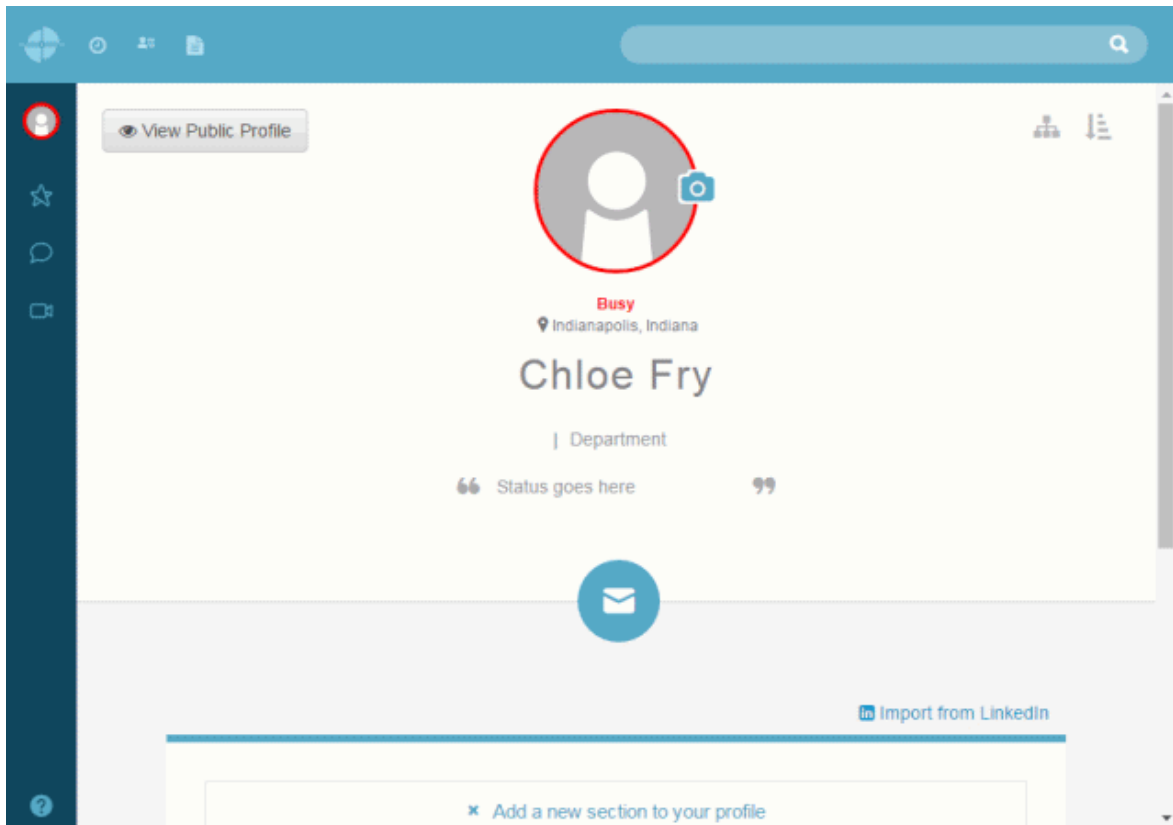 View Public Profile
Busy
Indianapolis, Indiana
Chloe Fry
| Department
Status goes here
Import from LinkedIn
Add a new section to your profile